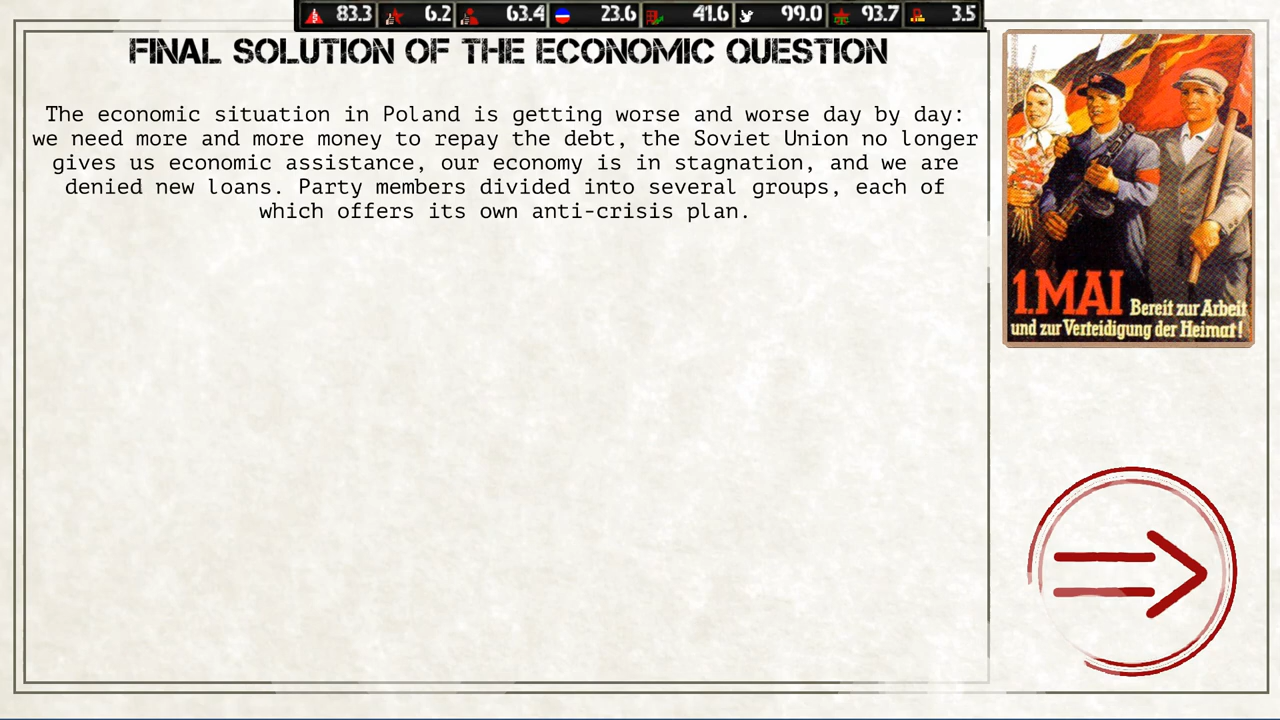 83.3 6.2 63.4 23.6 41.6 99.0 93.7 3.5
FINAL SOLUTION OF THE ECONOMIC QUESTION
The economic situation in Poland is getting worse and worse day by day:
we need more and more money to repay the debt, the Soviet Union no longer
gives us economic assistance, our economy is in stagnation, and we are
denied new loans. Party members divided into several groups, each of
which offers its own anti-crisis plan.
1.MAI Bereit zur Arbeit
und zur Verteidigung der Heimat!